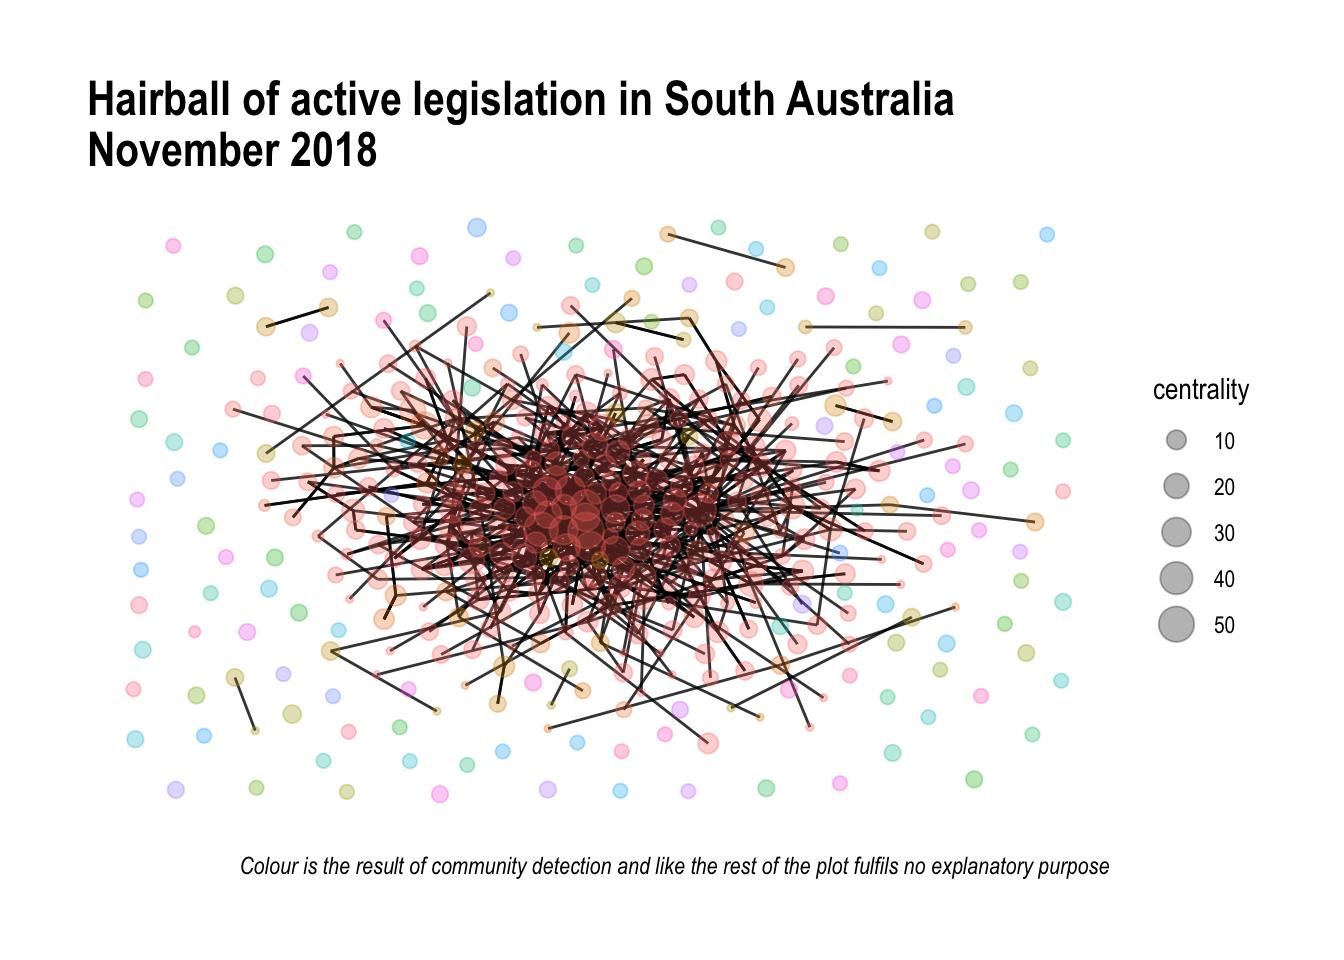 Hairball of active legislation in South Australia
November 2018
centrality
10
20
30
40
50
Colour is the result of community detection and like the rest of the plot fulfils no explanatory purpose